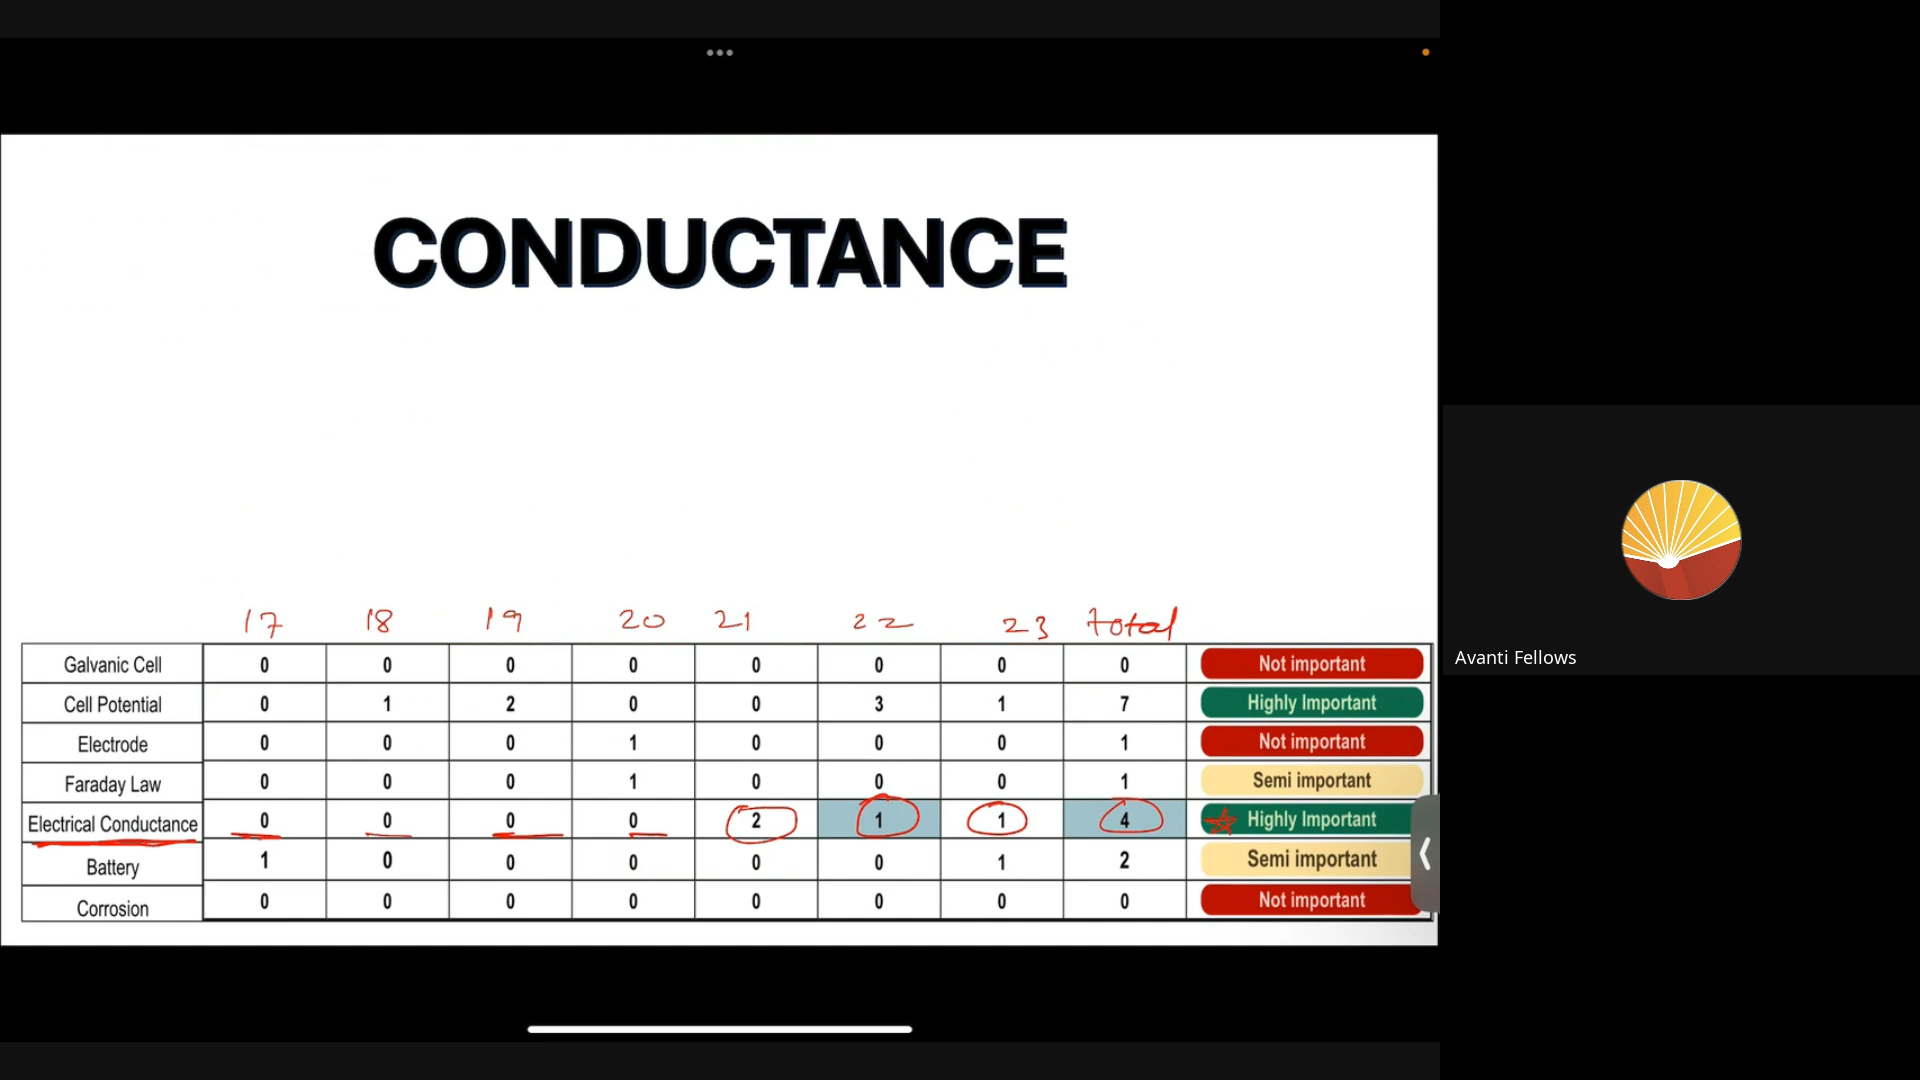 CONDUCTANCE
17 18 19 20 21 22 23 total
Galvanic Cell 0 0 0 0 0 0 0 0 Not important
Cell Potential 0 1 2 0 0 3 1 7 Highly Important
Electrode 0 0 0 1 0 0 0 1 Not important
Faraday Law 0 0 0 1 0 0 0 1 Semi important
Electrical Conductance 0 0 0 0 2 1 1 4 Highly Important
Battery 1 0 0 0 0 0 1 2 Semi important
Corrosion 0 0 0 0 0 0 0 0 Not important
Avanti Fellows